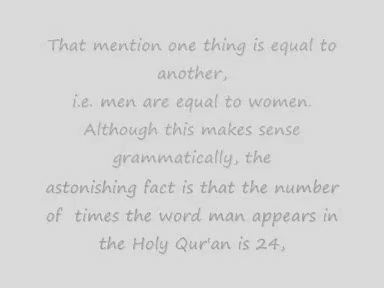 That mention one thing is equal to
another,
i.e. men are equal to women.
Although this makes sense
grammatically, the
astonishing fact is that the number
of times the word man appears in
the Holy Qur'an is 24,